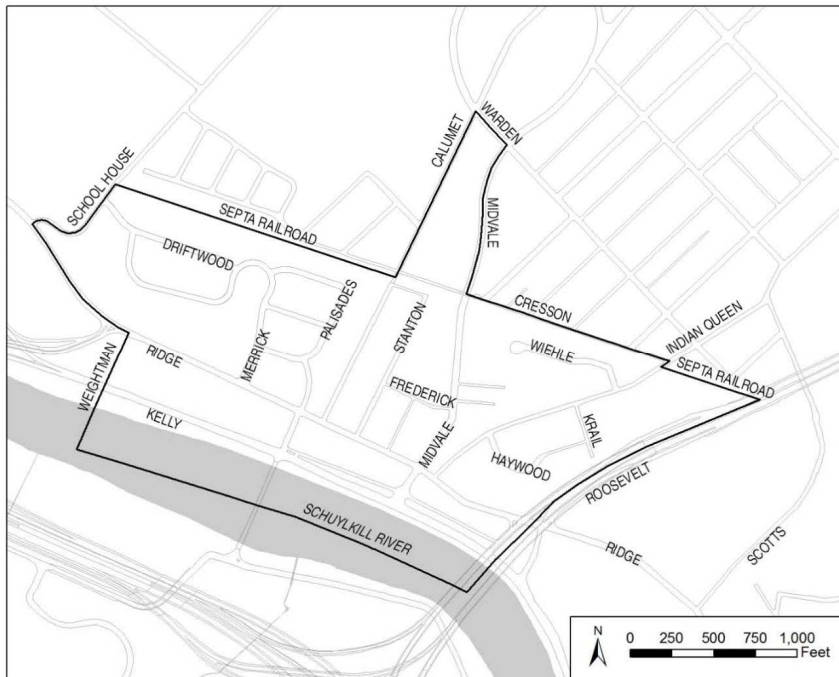 WARDEN
CALUMET
SCHOOL HOUSE
MIDVALE
SEPTA RAILROAD
DRIFTWOOD
PALISADES
CRESSON
STANTON
INDIAN QUEEN
WIEHLE
MERRICK
RIDGE
SEPTA RAILROAD
WEIGHTMAN
FREDERICK
KELLY
KRAIL
MIDVALE
HAYWOOD
ROOSEVELT
SCHUYLKILL RIVER
RIDGE
SCOTTS
N
0 250 500 750 1,000
Feet